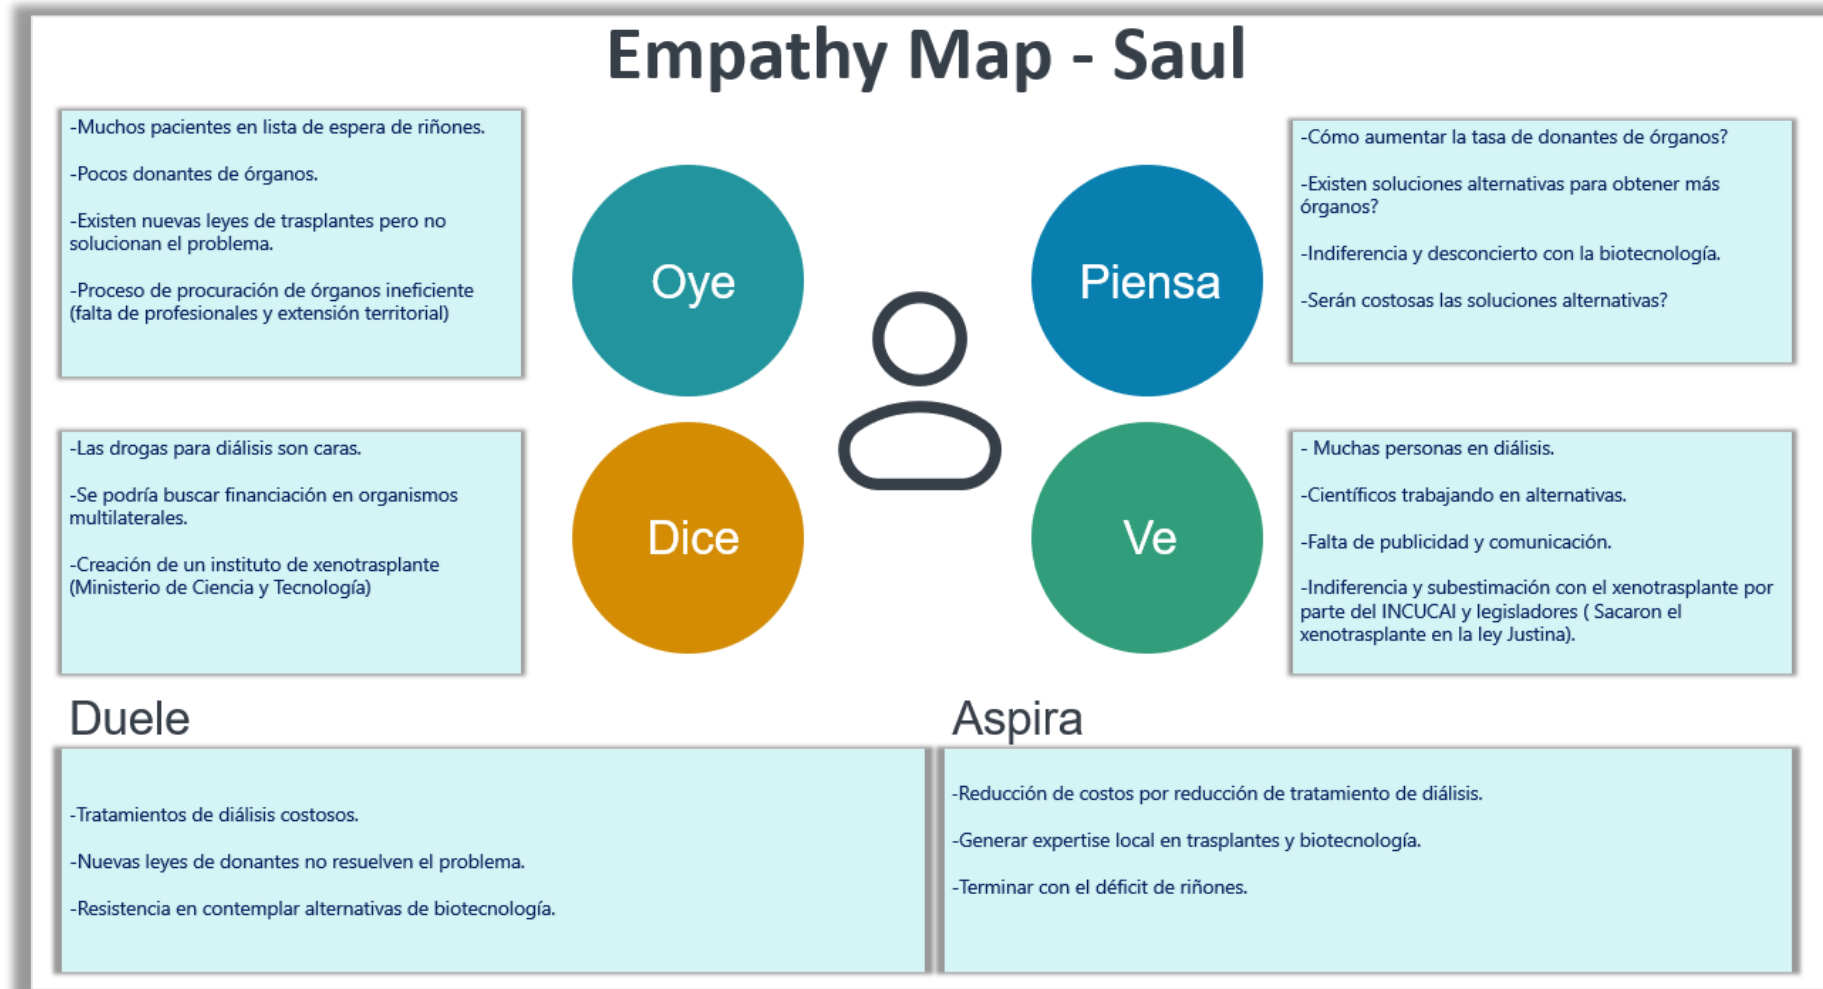 Empathy Map - Saul
-Muchos pacientes en lista de espera de riñones.
-Pocos donantes de órganos.
-Existen nuevas leyes de trasplantes pero no
solucionan el problema.
-Proceso de procuración de órganos ineficiente
(falta de profesionales y extensión territorial)
Oye
Piensa
-Cómo aumentar la tasa de donantes de órganos?
-Existen soluciones alternativas para obtener más
órganos?
-Indiferencia y desconcierto con la biotecnología.
-Serán costosas las soluciones alternativas?
-Las drogas para diálisis son caras.
-Se podría buscar financiación en organismos
multilaterales.
-Creación de un instituto de xenotrasplante
(Ministerio de Ciencia y Tecnología)
Dice
Ve
- Muchas personas en diálisis.
-Científicos trabajando en alternativas.
-Falta de publicidad y comunicación.
-Indiferencia y subestimación con el xenotrasplante por
parte del INCUCAI y legisladores ( Sacaron el
xenotrasplante en la ley Justina).
Duele
-Tratamientos de diálisis costosos.
-Nuevas leyes de donantes no resuelven el problema.
-Resistencia en contemplar alternativas de biotecnología.
Aspira
-Reducción de costos por reducción de tratamiento de diálisis.
-Generar expertise local en trasplantes y biotecnología.
-Terminar con el déficit de riñones.